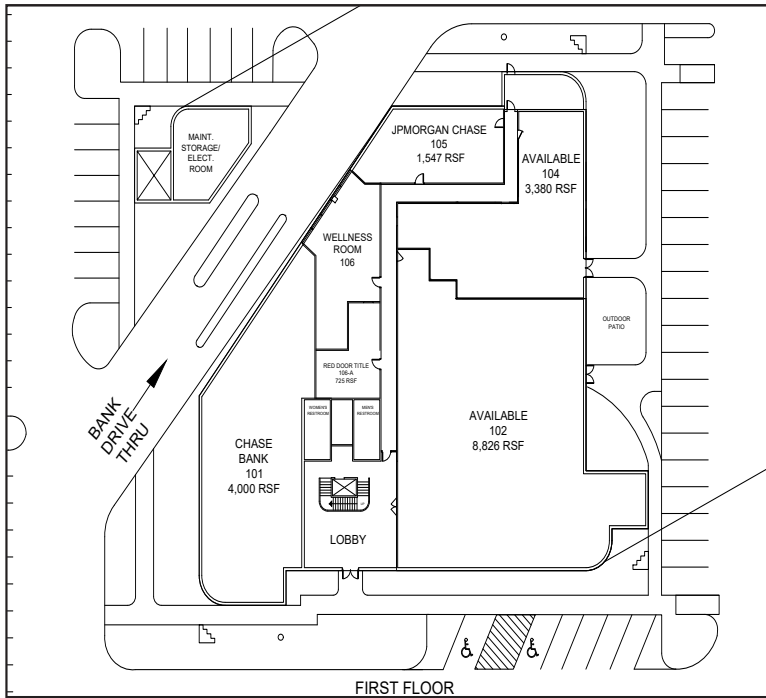 MAINT.
STORAGE/
ELECT.
ROOM
JPMORGAN CHASE
105
1,547 RSF
AVAILABLE
104
3,380 RSF
WELLNESS
ROOM
106
OUTDOOR
PATIO
RED DOOR TITLE
106-A
725 RSF
WOMEN'S
RESTROOM
MEN'S
RESTROOM
BANK
DRIVE
THRU
CHASE
BANK
101
4,000 RSF
AVAILABLE
102
8,826 RSF
LOBBY
FIRST FLOOR